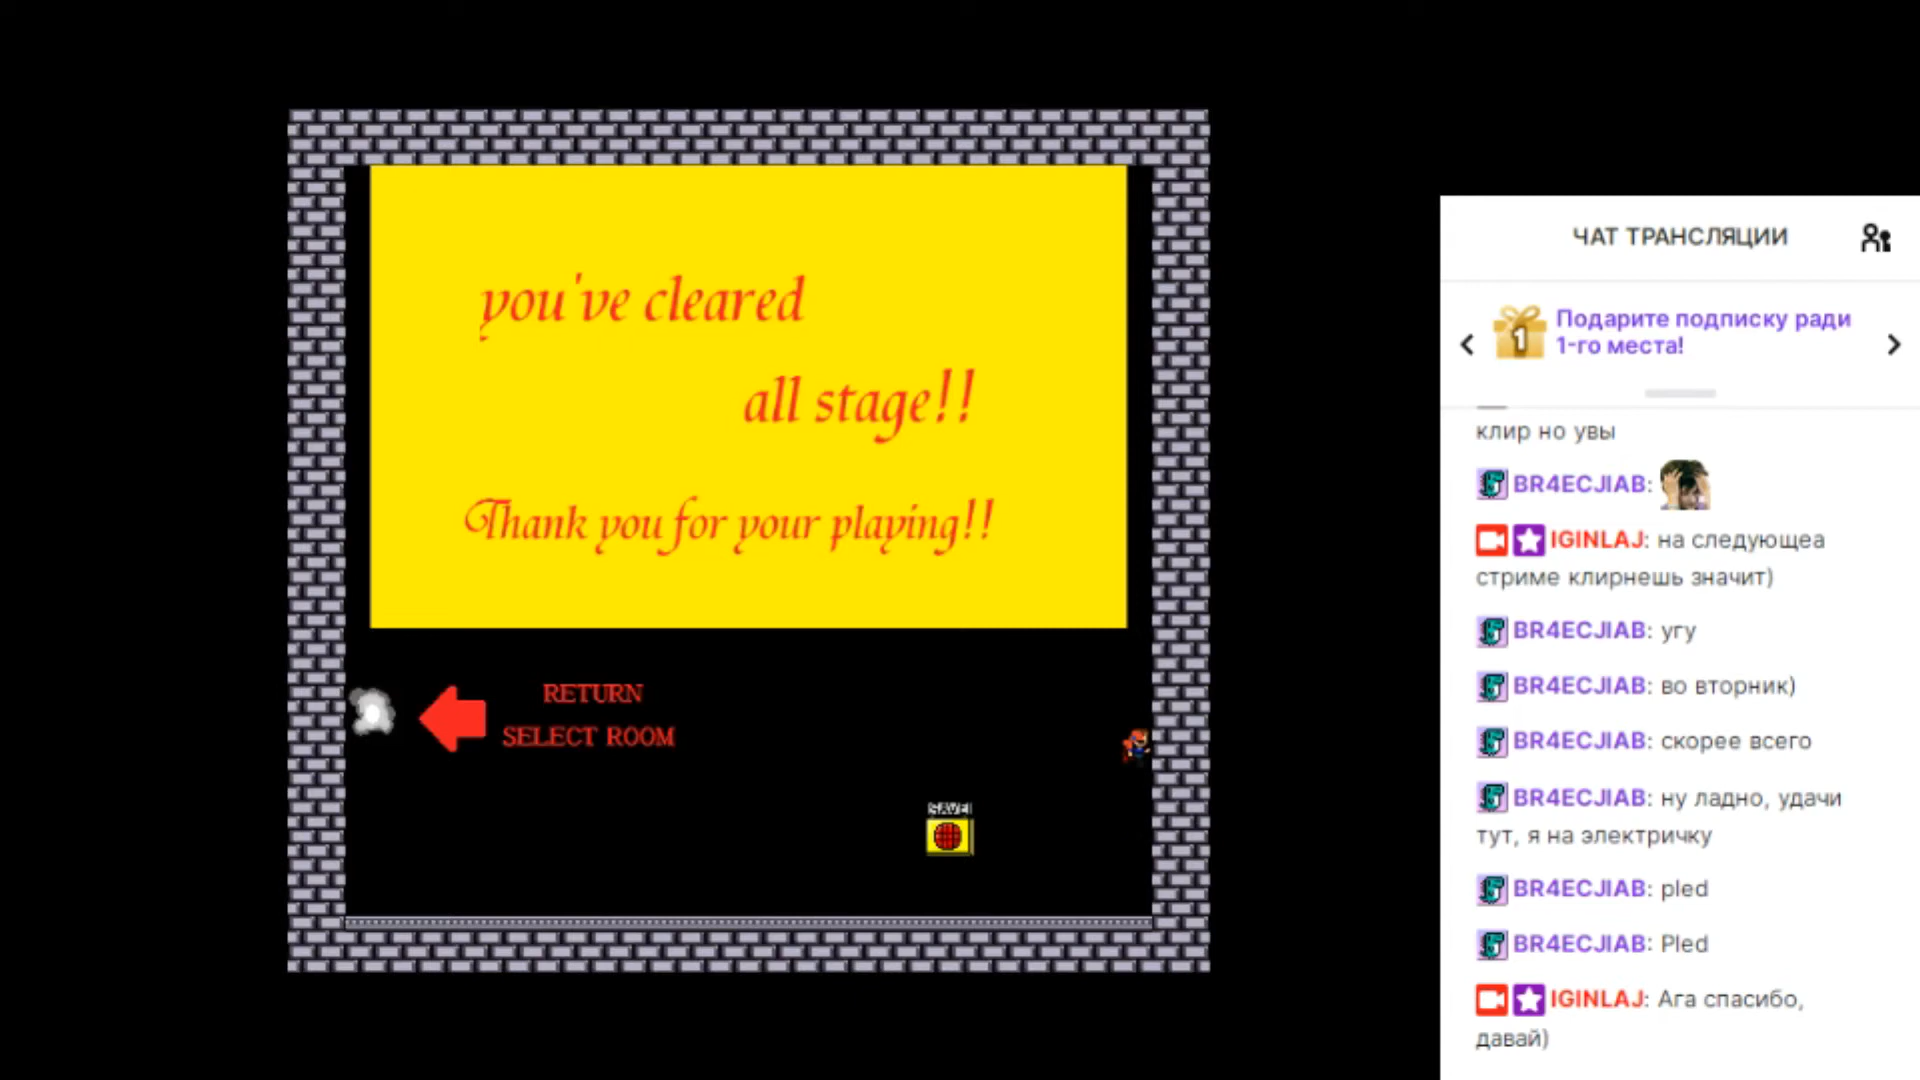 you've cleared
all stage!!
Thank you for your playing!!
RETURN
SELECT ROOM
SAVE!
ЧАТ ТРАНСЛЯЦИИ
1
Подарите подписку ради
1-го места!
клир но увы
BR4ECJIAB:
IGINLAJ: на следующеа
стриме клирнешь значит)
BR4ECJIAB: угу
BR4ECJIAB: во вторник)
BR4ECJIAB: скорее всего
BR4ECJIAB: ну ладно, удачи
тут, я на электричку
BR4ECJIAB: pled
BR4ECJIAB: Pled
IGINLAJ: Ага спасибо,
давай)